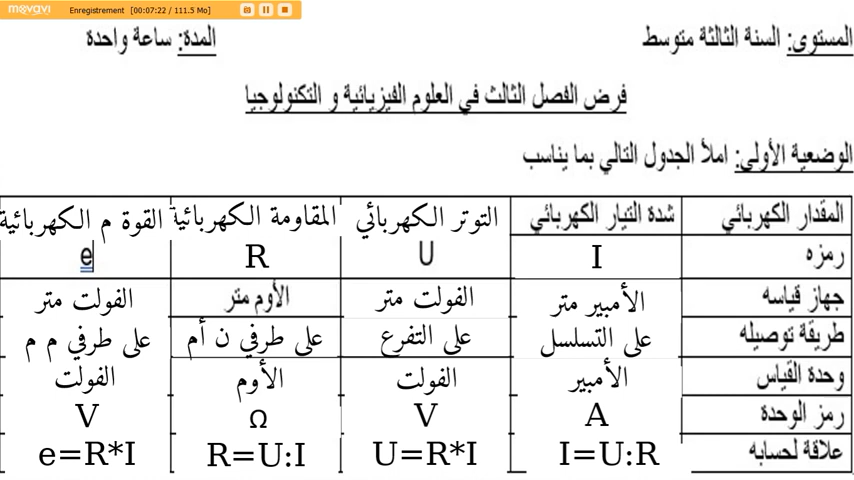 movavi Enregistrement [00:07:22 / 111.5 Mo]
المستوى: السنة الثالثة متوسط المدة: ساعة واحدة
فرض الفصل الثالث في العلوم الفيزيائية و التكنولوجيا
الوضعية الأولى: املأ الجدول التالي بما يناسب
المقدار الكهربائي شدة التيار الكهربائي التوتر الكهربائي المقاومة الكهربائية القوة م الكهربائية
رمزه I U R e
جهاز قياسه الأمبير متر الفولت متر الأوم متر الفولت متر
طريقة توصيله على التسلسل على التفرع على طرفي ن أم على طرفي م م
وحدة القياس الأمبير الفولت الأوم الفولت
رمز الوحدة A V Ω V
علاقة لحسابه I=U:R U=R*I R=U:I e=R*I